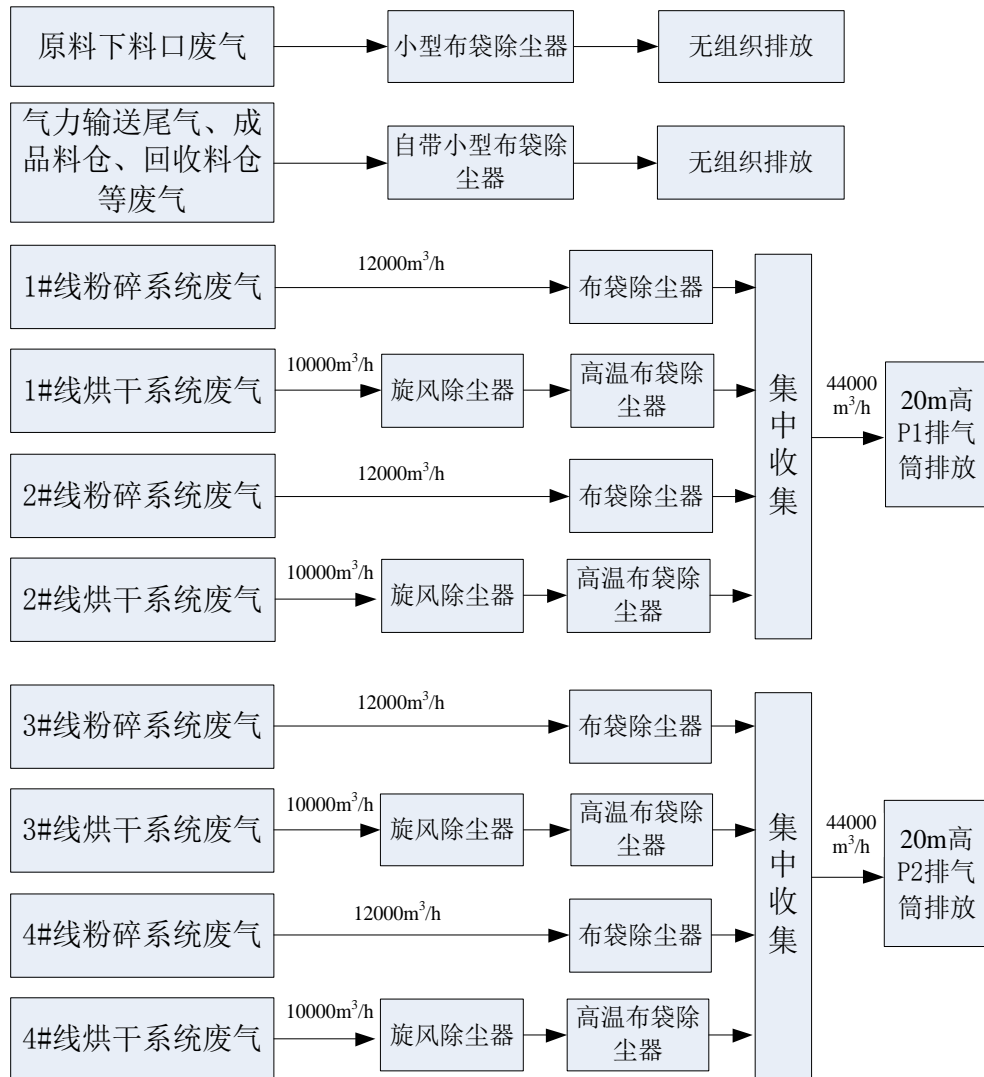 原料下料口废气
小型布袋除尘器
无组织排放
气力输送尾气、成
品料仓、回收料仓
等废气
自带小型布袋除
尘器
无组织排放
1#线粉碎系统废气
12000m³/h
布袋除尘器
1#线烘干系统废气
10000m³/h
旋风除尘器
高温布袋除
尘器
2#线粉碎系统废气
12000m³/h
布袋除尘器
2#线烘干系统废气
10000m³/h
旋风除尘器
高温布袋除
尘器
集
中
收
集
44000
m³/h
20m高
P1排气
筒排放
3#线粉碎系统废气
12000m³/h
布袋除尘器
3#线烘干系统废气
10000m³/h
旋风除尘器
高温布袋除
尘器
4#线粉碎系统废气
12000m³/h
布袋除尘器
4#线烘干系统废气
10000m³/h
旋风除尘器
高温布袋除
尘器
集
中
收
集
44000
m³/h
20m高
P2排气
筒排放